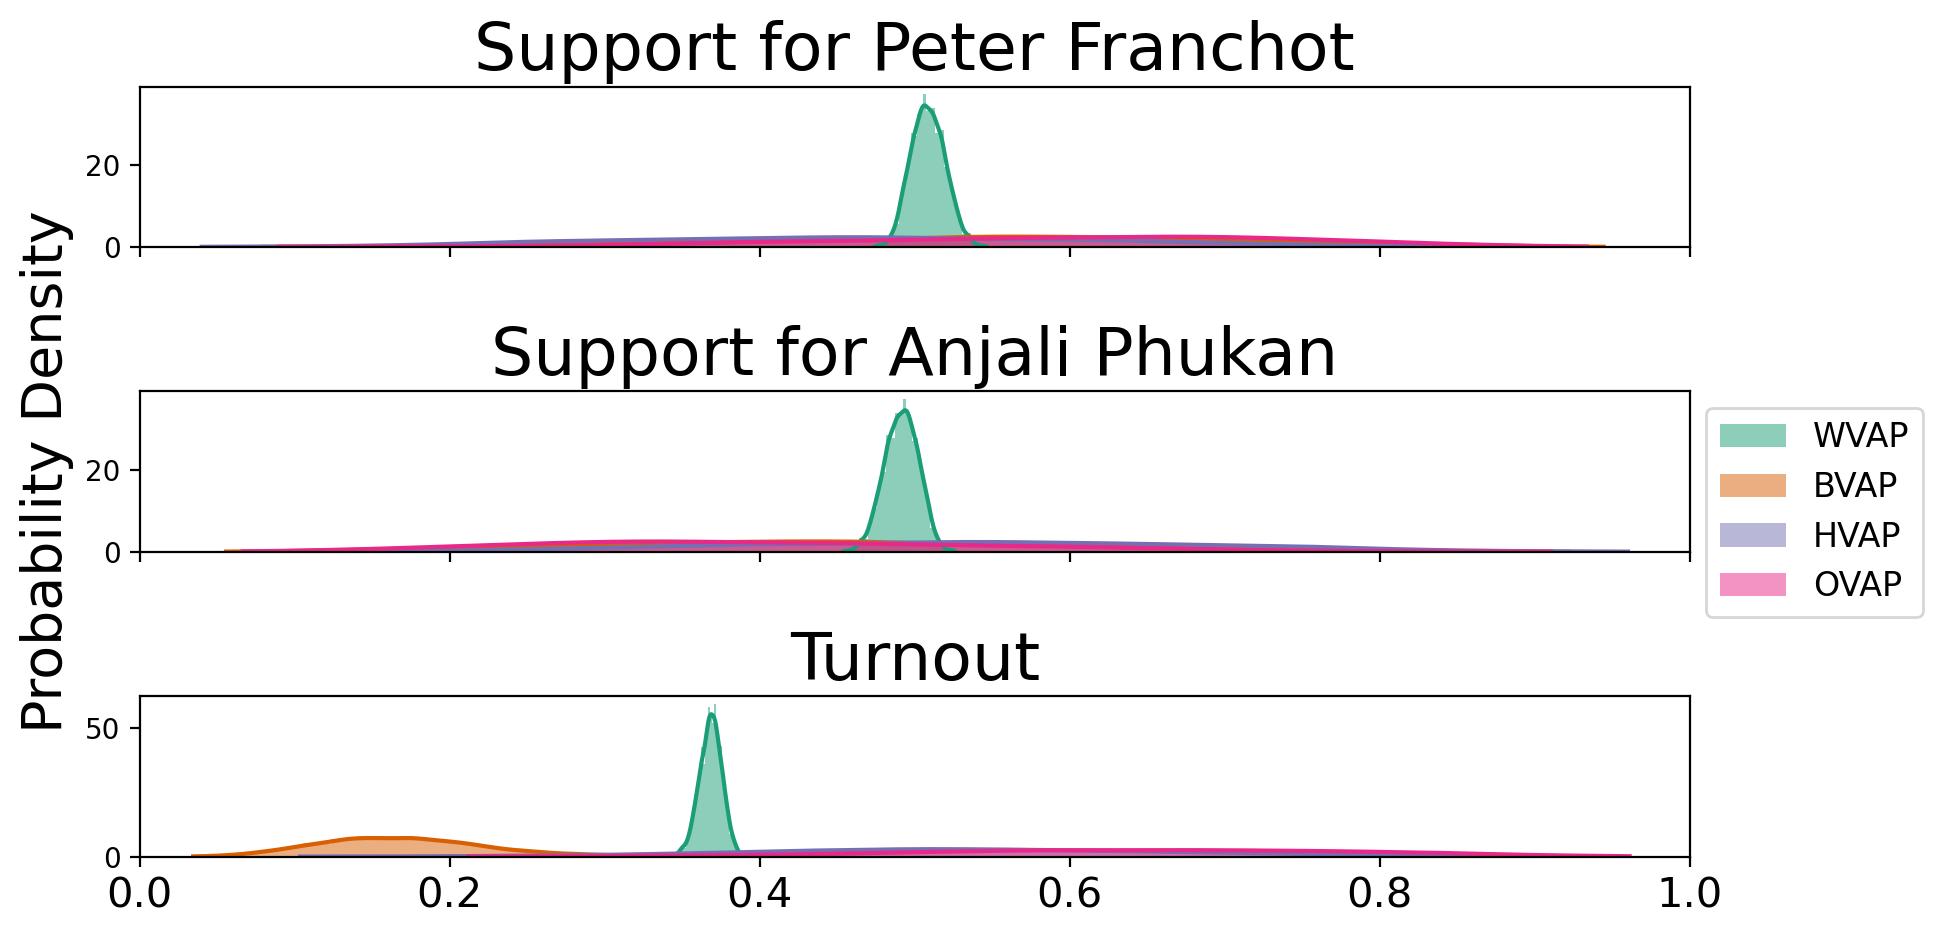 Support for Peter Franchot
20
0
Support for Anjali Phukan
20
0
Probability Density
WVAP
BVAP
HVAP
OVAP
Turnout
50
0
0.0 0.2 0.4 0.6 0.8 1.0